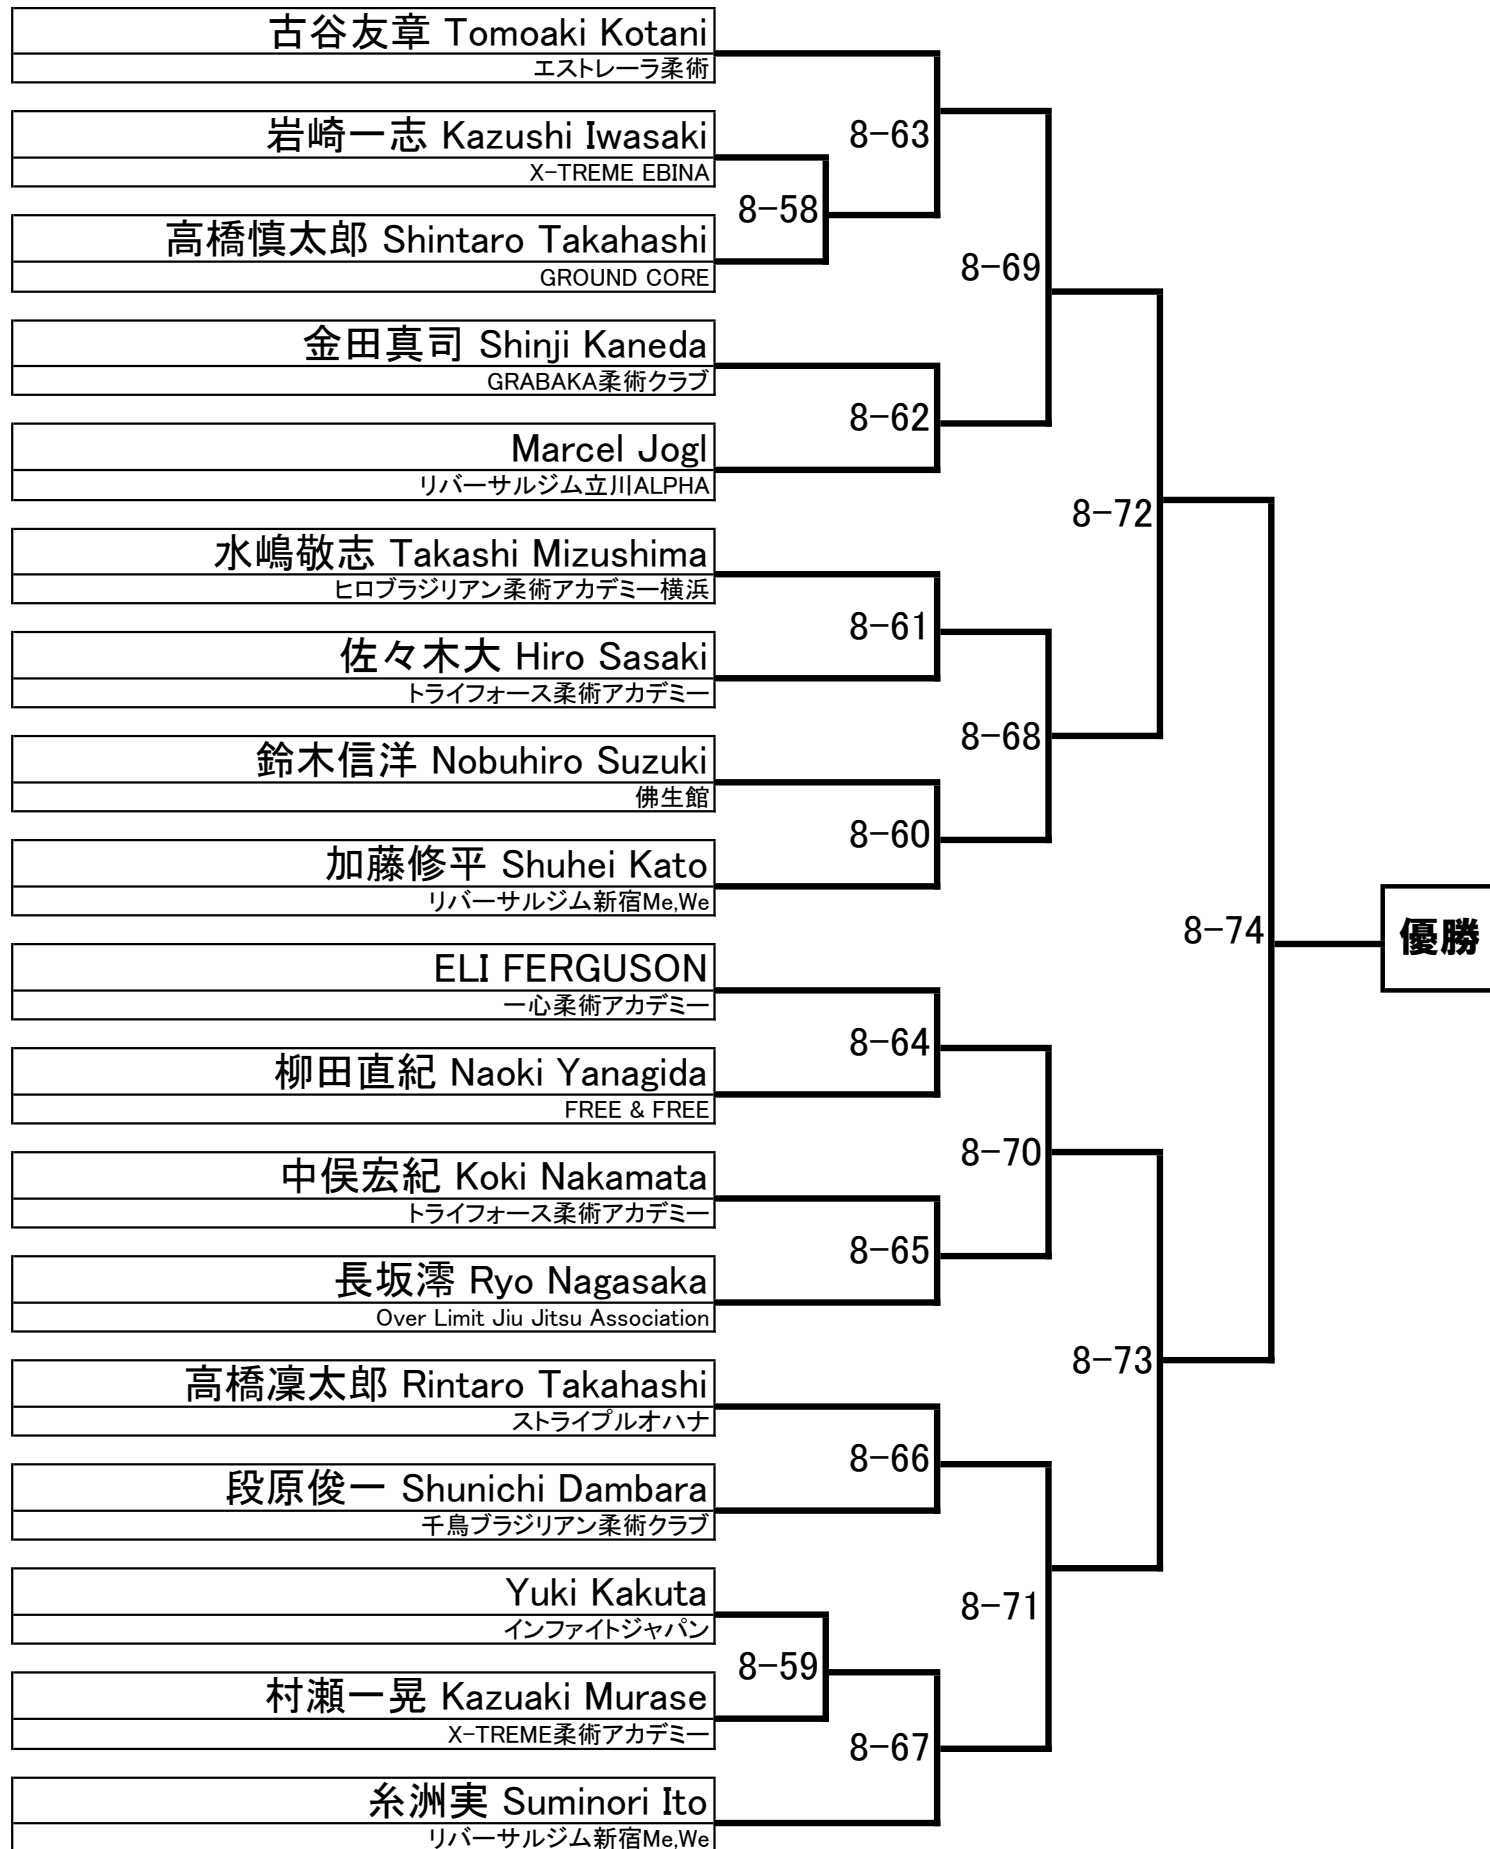 古谷友章 Tomoaki Kotani
エストレーラ柔術
岩崎一志 Kazushi Iwasaki
X-TREME EBINA
高橋慎太郎 Shintaro Takahashi
GROUND CORE
金田真司 Shinji Kaneda
GRABAKA柔術クラブ
Marcel Jogl
リバーサルジム立川ALPHA
水嶋敬志 Takashi Mizushima
ヒロブラジリアン柔術アカデミー横浜
佐々木大 Hiro Sasaki
トライフォース柔術アカデミー
鈴木信洋 Nobuhiro Suzuki
佛生館
加藤修平 Shuhei Kato
リバーサルジム新宿Me,We
ELI FERGUSON
一心柔術アカデミー
柳田直紀 Naoki Yanagida
FREE & FREE
中俣宏紀 Koki Nakamata
トライフォース柔術アカデミー
長坂澪 Ryo Nagasaka
Over Limit Jiu Jitsu Association
高橋凜太郎 Rintaro Takahashi
ストライプルオハナ
段原俊一 Shunichi Dambara
千鳥ブラジリアン柔術クラブ
Yuki Kakuta
インファイトジャパン
村瀬一晃 Kazuaki Murase
X-TREME柔術アカデミー
糸洲実 Suminori Ito
リバーサルジム新宿Me,We
8-58
8-59
8-63
8-62
8-61
8-60
8-64
8-65
8-66
8-67
8-69
8-68
8-70
8-71
8-72
8-73
8-74
優勝